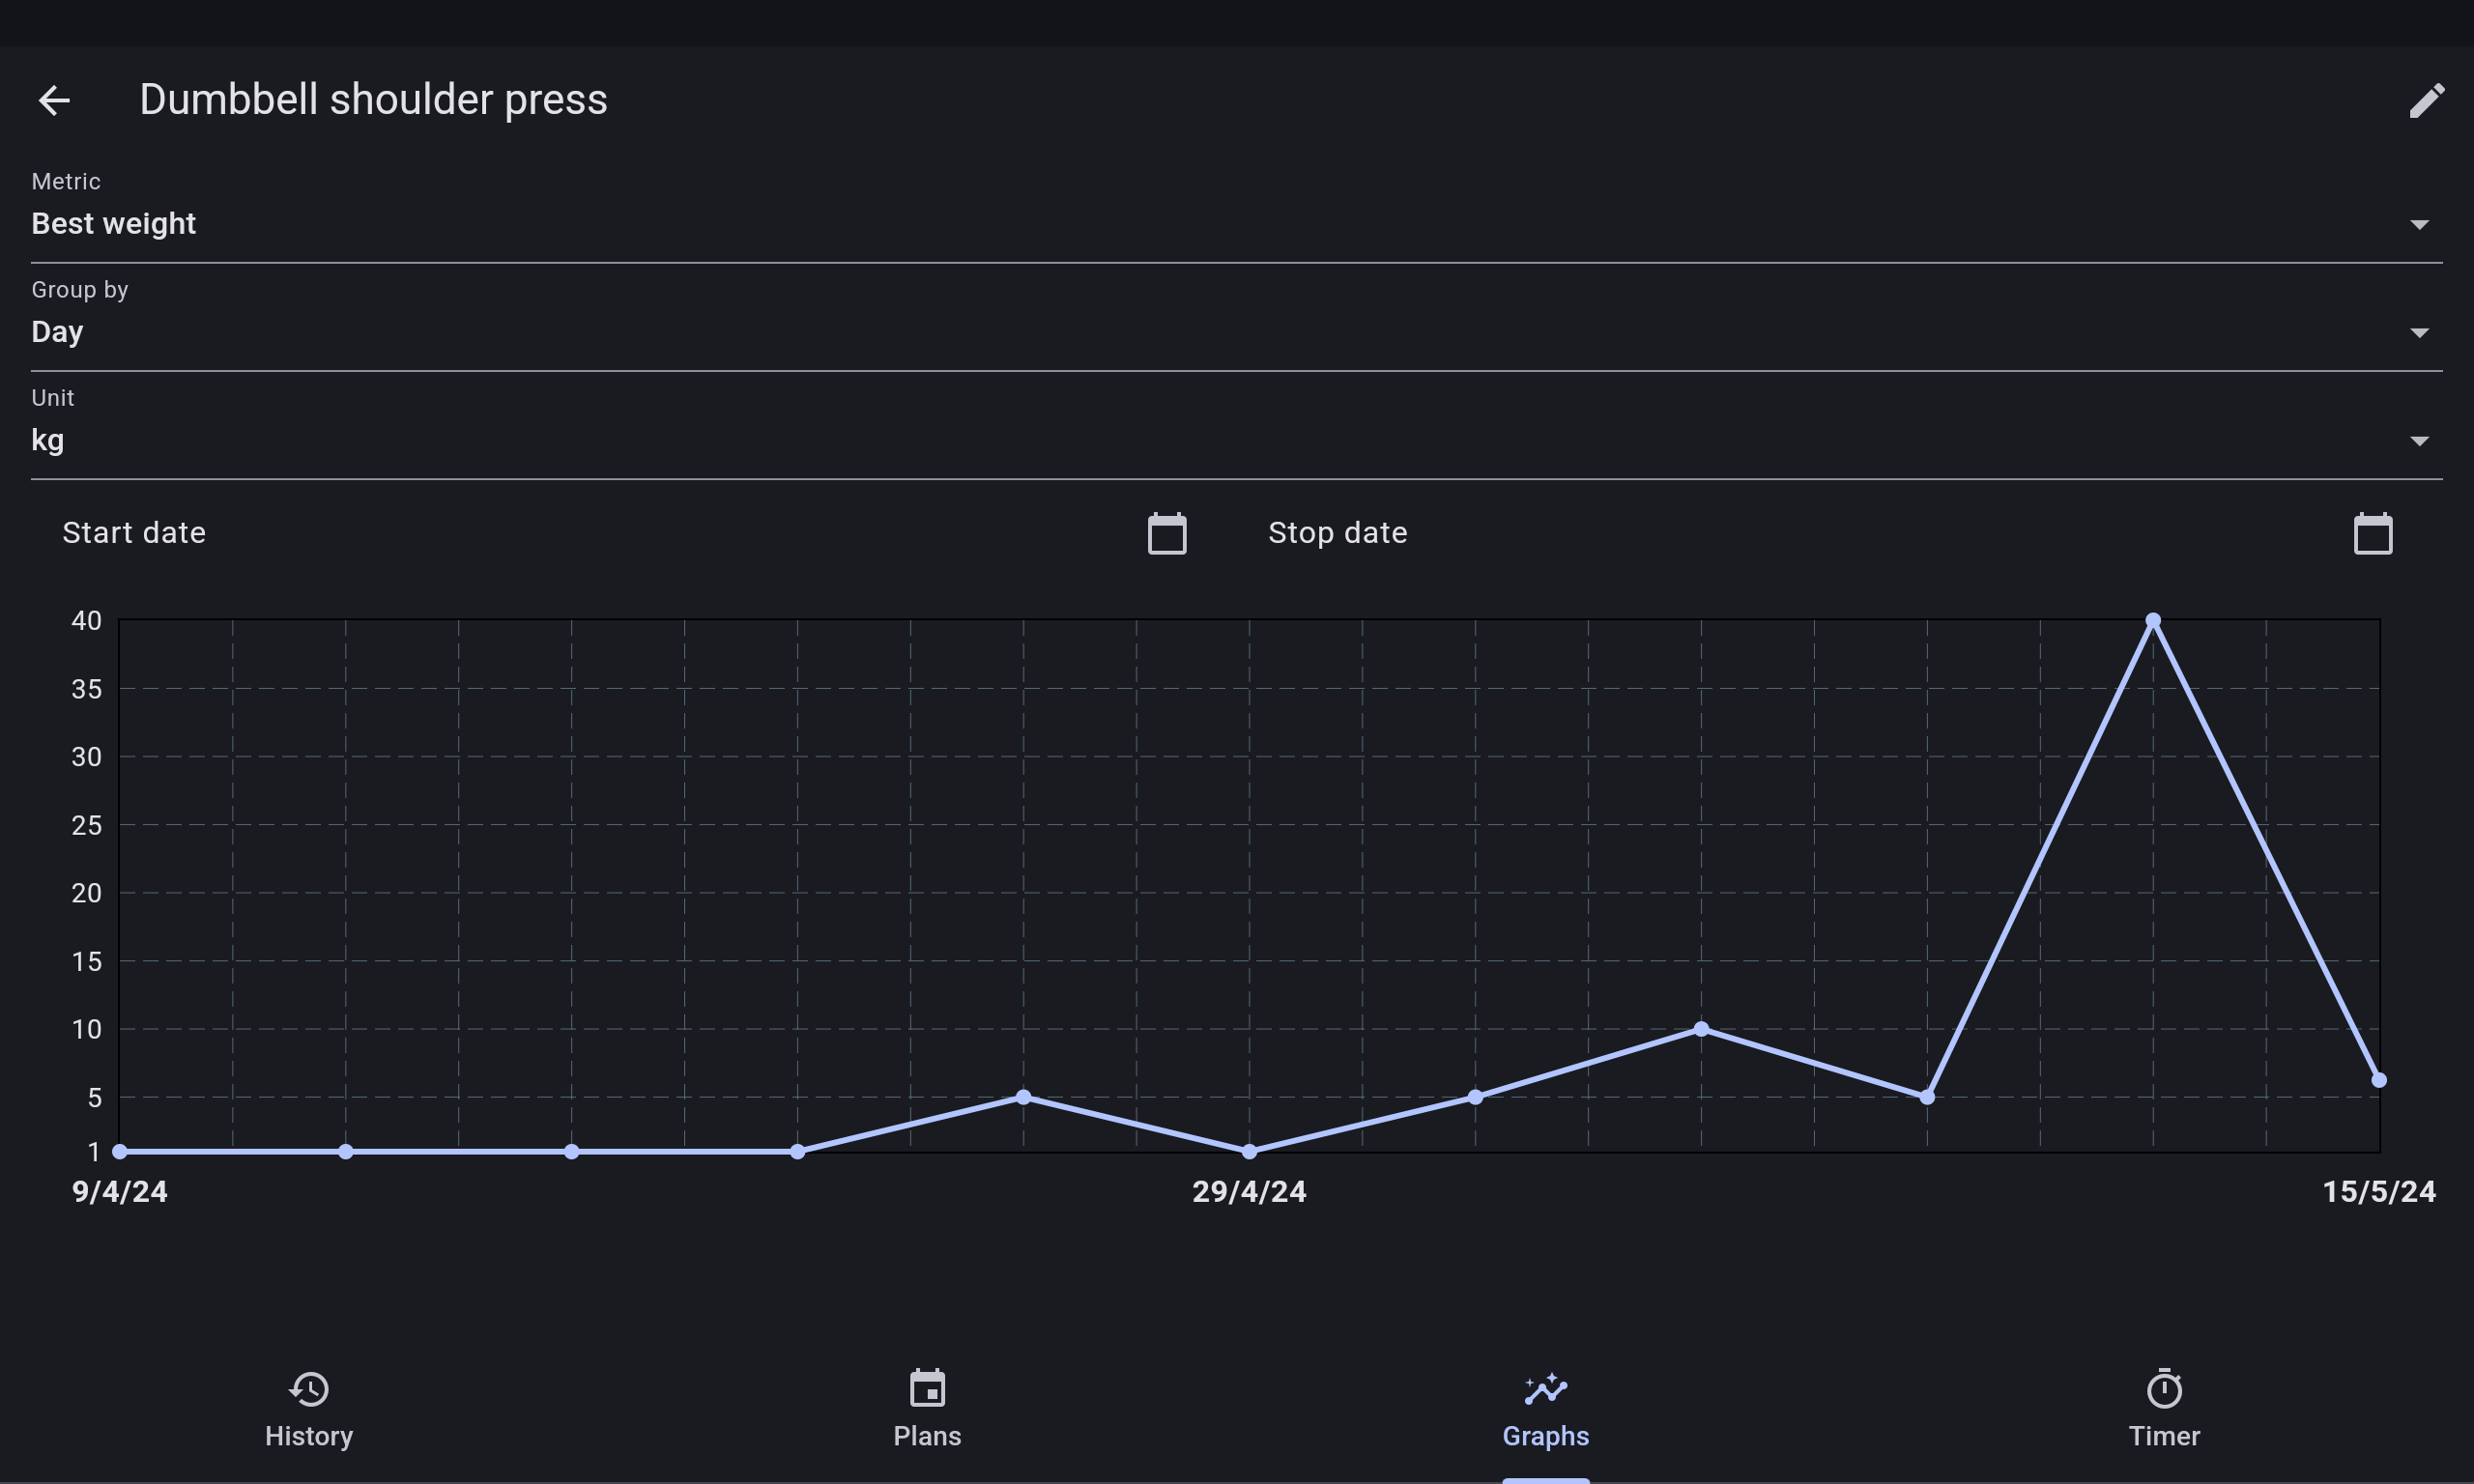 Dumbbell shoulder press
Metric
Best weight
Group by
Day
Unit
kg
Start date
Stop date
40
35
30
25
20
15
10
5
1
9/4/24
29/4/24
15/5/24
History
Plans
Graphs
Timer